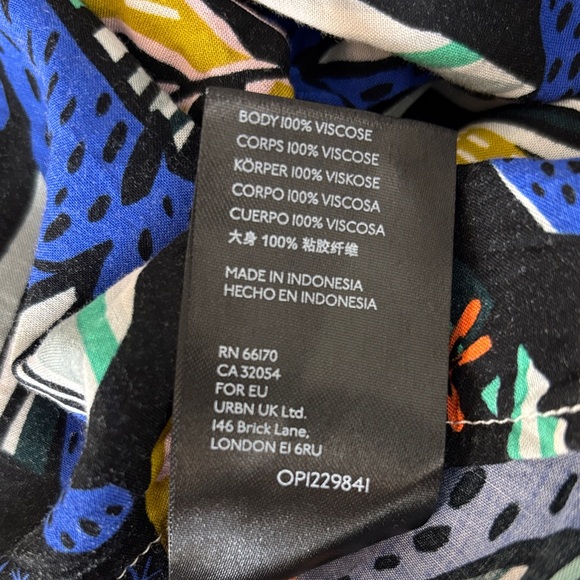 BODY 100% VISCOSE
CORPS 100% VISCOSE
KÖRPER 100% VISKOSE
CORPO 100% VISCOSA
CUERPO 100% VISCOSA
大身 100% 粘胶纤维
MADE IN INDONESIA
HECHO EN INDONESIA
RN 66170
CA 32054
FOR EU
URBN UK Ltd.
146 Brick Lane,
LONDON E1 6RU
OP1229841